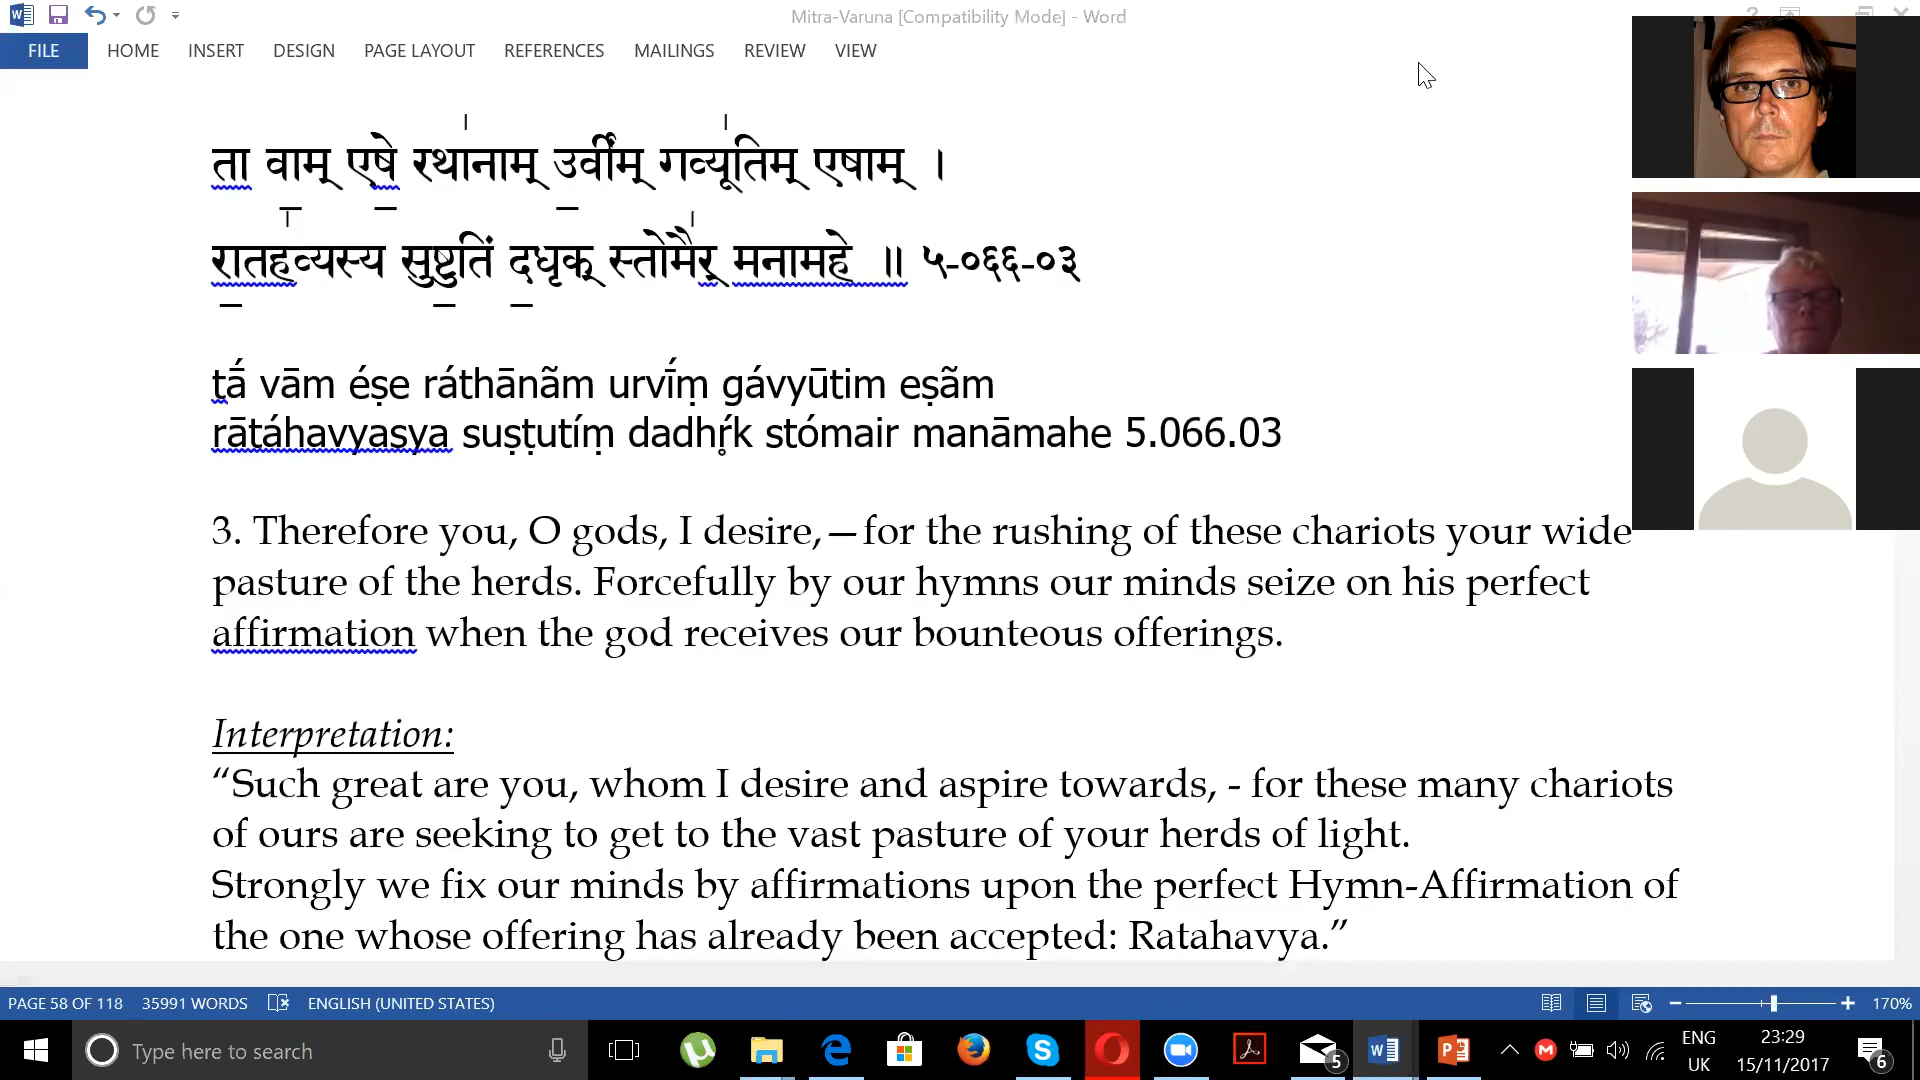 Mitra-Varuna [Compatibility Mode] - Word
FILE HOME INSERT DESIGN PAGE LAYOUT REFERENCES MAILINGS REVIEW VIEW
ता वाम् एषे रथानाम् उर्वीम् गव्यूतिम् एषाम् ।
रातहव्यस्य सुष्टुतिं दधृक् स्तोमैर् मनामहे ॥ ५-०६६-०३
tā́ vām éṣe ráthānãm urvī́ṃ gávyūtim eṣãm
rātáhavyasya suṣṭutíṃ dadhŕ̥k stómair manāmahe 5.066.03
3. Therefore you, O gods, I desire,—for the rushing of these chariots your wide
pasture of the herds. Forcefully by our hymns our minds seize on his perfect
affirmation when the god receives our bounteous offerings.
Interpretation:
“Such great are you, whom I desire and aspire towards, - for these many chariots
of ours are seeking to get to the vast pasture of your herds of light.
Strongly we fix our minds by affirmations upon the perfect Hymn-Affirmation of
the one whose offering has already been accepted: Ratahavya.”
PAGE 58 OF 118 35991 WORDS ENGLISH (UNITED STATES) 170%
Type here to search 5 ENG 23:29
UK 15/11/2017 6